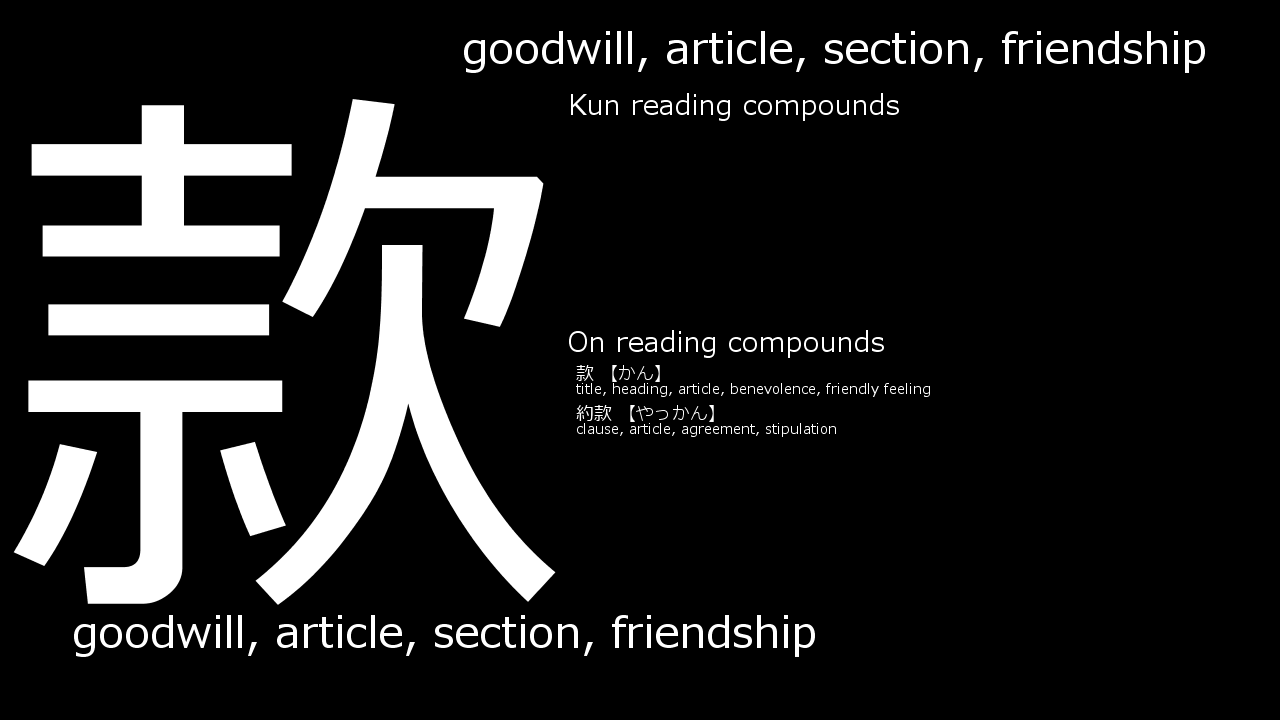 goodwill, article, section, friendship
Kun reading compounds
款
On reading compounds
款 【かん】
title, heading, article, benevolence, friendly feeling
約款 【やっかん】
clause, article, agreement, stipulation
goodwill, article, section, friendship